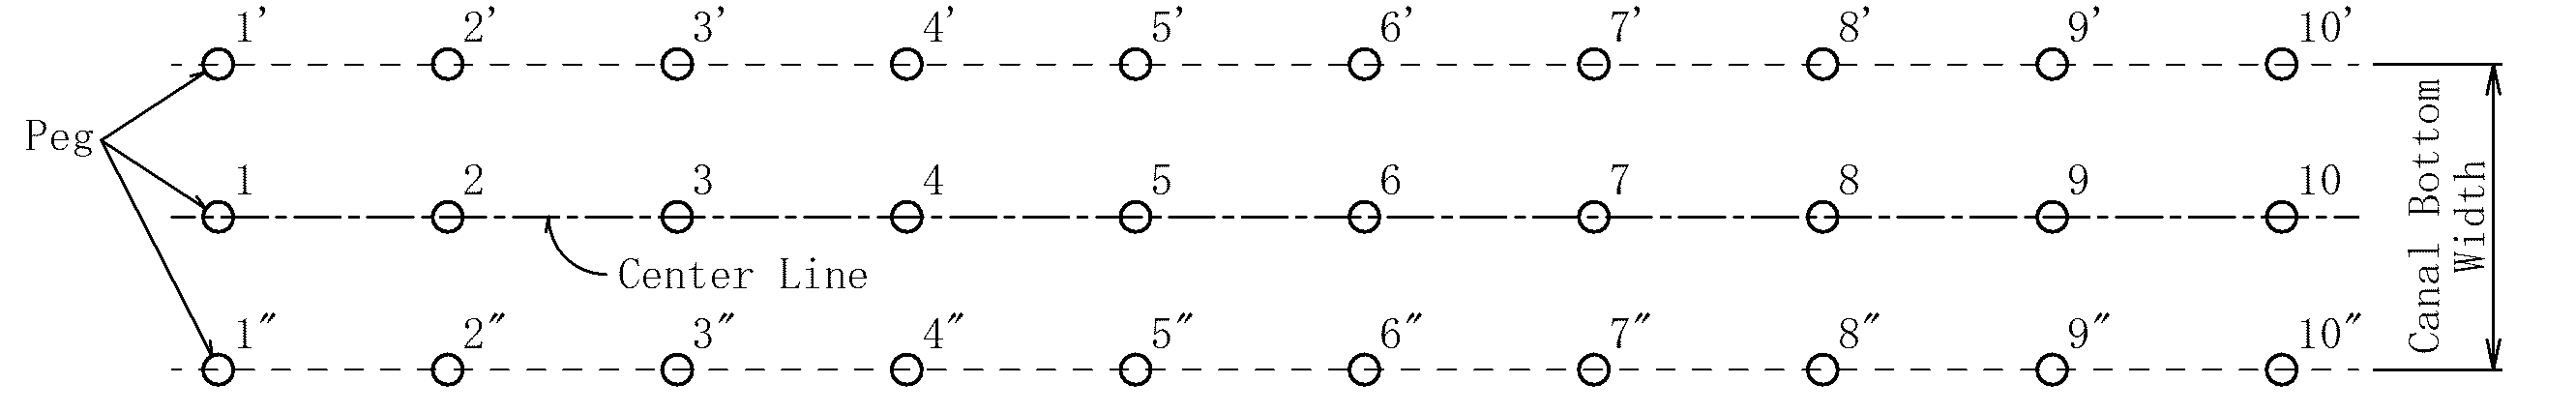 1' 2' 3' 4' 5' 6' 7' 8' 9' 10'
Peg
1 2 3 4 5 6 7 8 9 10
Center Line
1" 2" 3" 4" 5" 6" 7" 8" 9" 10"
Canal Bottom
Width